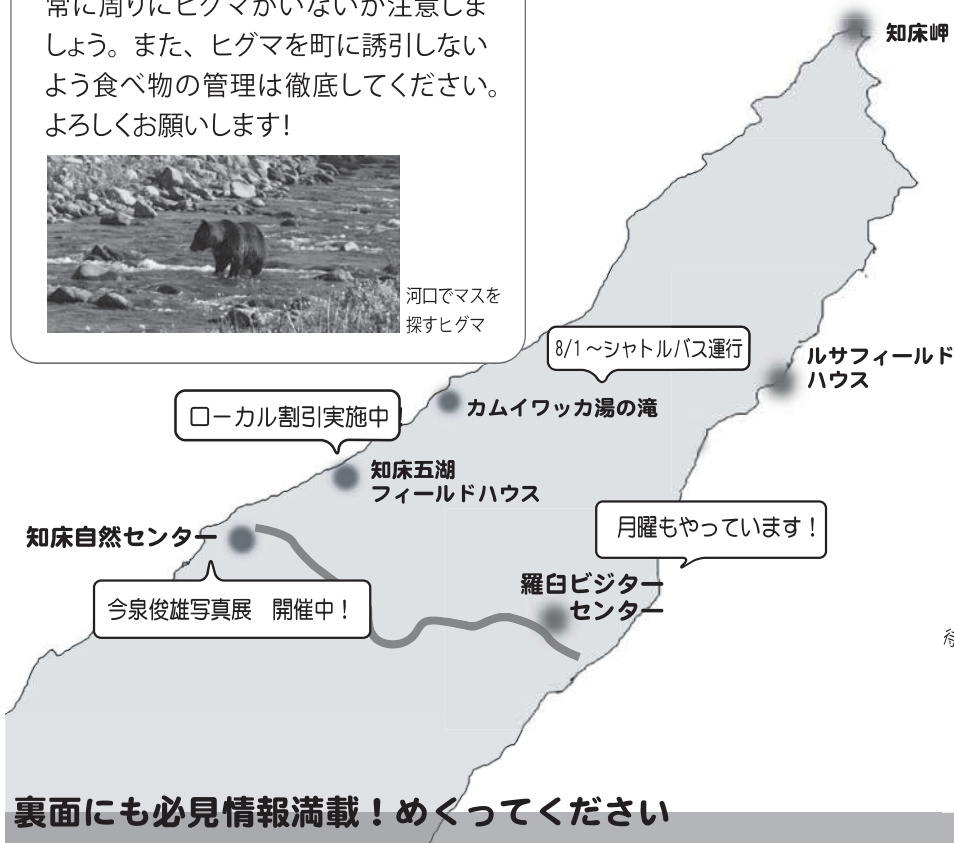 常に周りにヒグマがいないか注意しま
しょう。また、ヒグマを町に誘引しない
よう食べ物の管理は徹底してください。
よろしくお願いします!
河口でマスを
探すヒグマ
知床岬
8/1～シャトルバス運行
ルサフィールド
ハウス
カムイワッカ湯の滝
ローカル割引実施中！
知床五湖
フィールドハウス
知床自然センター
月曜もやっています！
羅臼ビジター
センター
今泉俊雄写真展　開催中！
裏面にも必見情報満載！めくってください